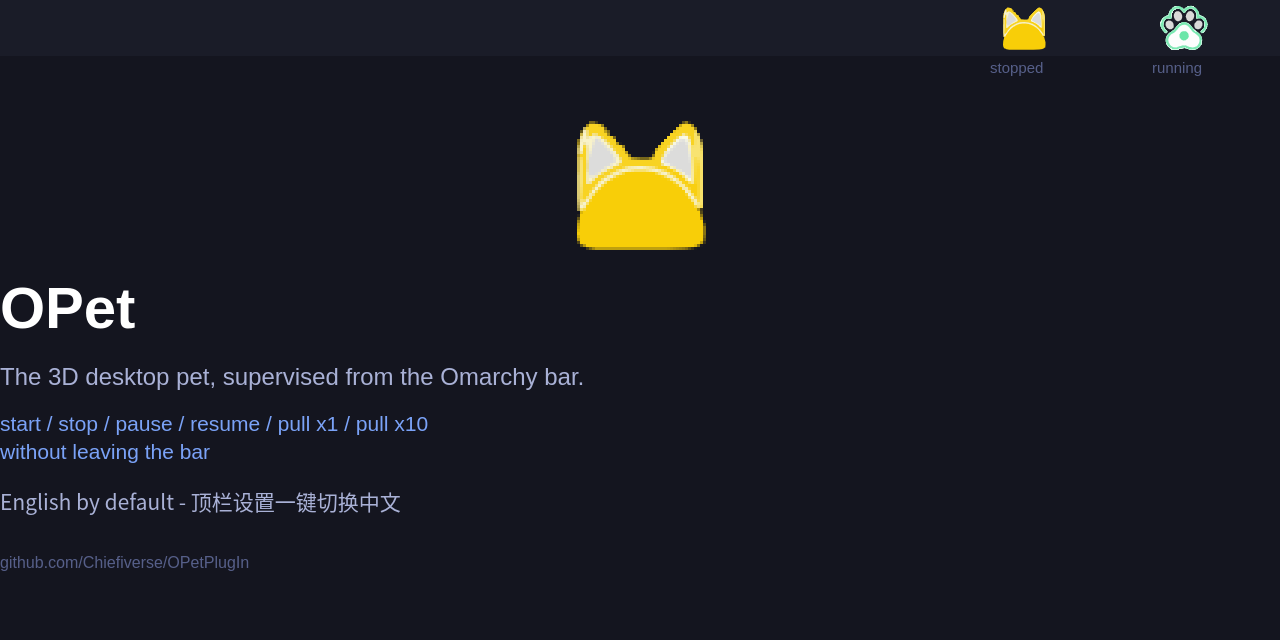 stopped
running
OPet
The 3D desktop pet, supervised from the Omarchy bar.
start / stop / pause / resume / pull x1 / pull x10
without leaving the bar
English by default - 顶栏设置一键切换中文
github.com/Chiefiverse/OPetPlugIn